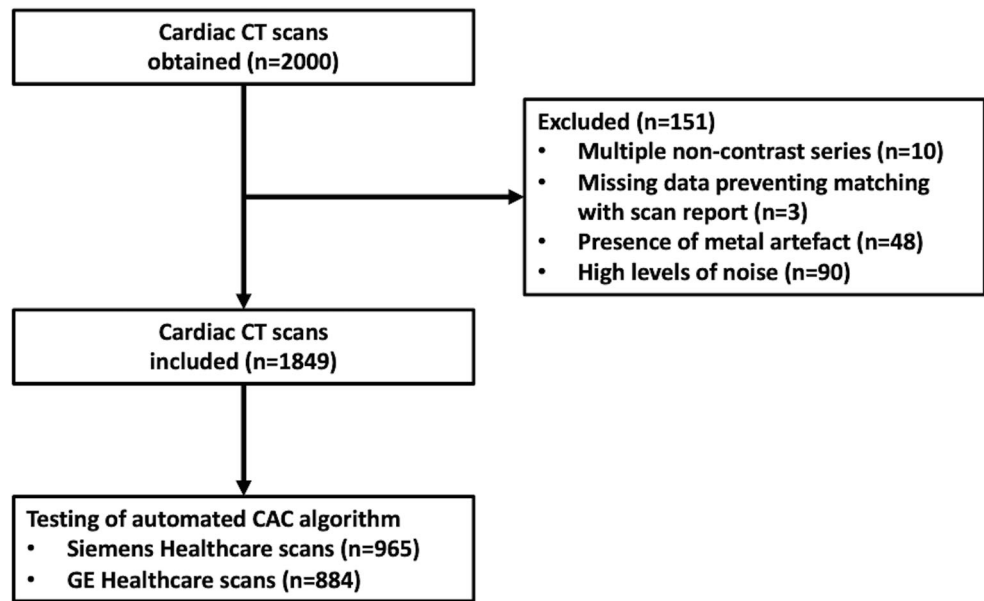 Cardiac CT scans
obtained (n=2000)
Excluded (n=151)
• Multiple non-contrast series (n=10)
• Missing data preventing matching
with scan report (n=3)
• Presence of metal artefact (n=48)
• High levels of noise (n=90)
Cardiac CT scans
included (n=1849)
Testing of automated CAC algorithm
• Siemens Healthcare scans (n=965)
• GE Healthcare scans (n=884)